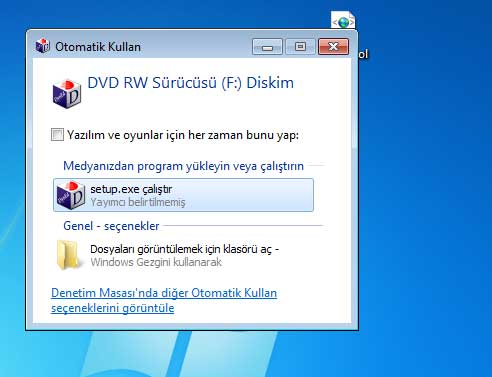 Otomatik Kullan
ol
DVD RW Sürücüsü (F:) Diskim
Yazılım ve oyunlar için her zaman bunu yap:
Medyanızdan program yükleyin veya çalıştırın
setup.exe çalıştır
Yayımcı belirtilmemiş
Genel - seçenekler
Dosyaları görüntülemek için klasörü aç -
Windows Gezgini kullanarak
Denetim Masası'nda diğer Otomatik Kullan
seçeneklerini görüntüle